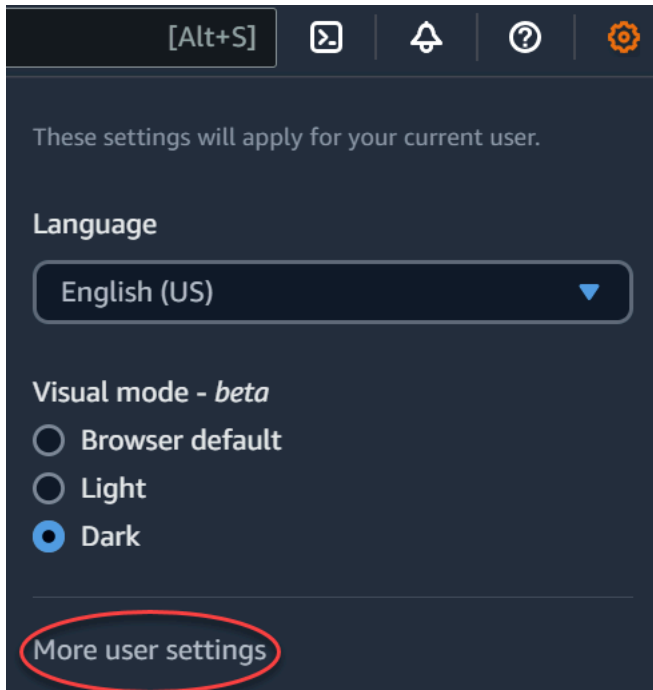 [Alt+S]
These settings will apply for your current user.
Language
English (US)
Visual mode - beta
Browser default
Light
Dark
More user settings